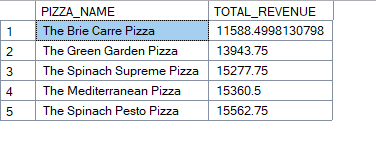 PIZZA_NAME TOTAL_REVENUE
1 The Brie Carre Pizza 11588.4998130798
2 The Green Garden Pizza 13943.75
3 The Spinach Supreme Pizza 15277.75
4 The Mediterranean Pizza 15360.5
5 The Spinach Pesto Pizza 15562.75